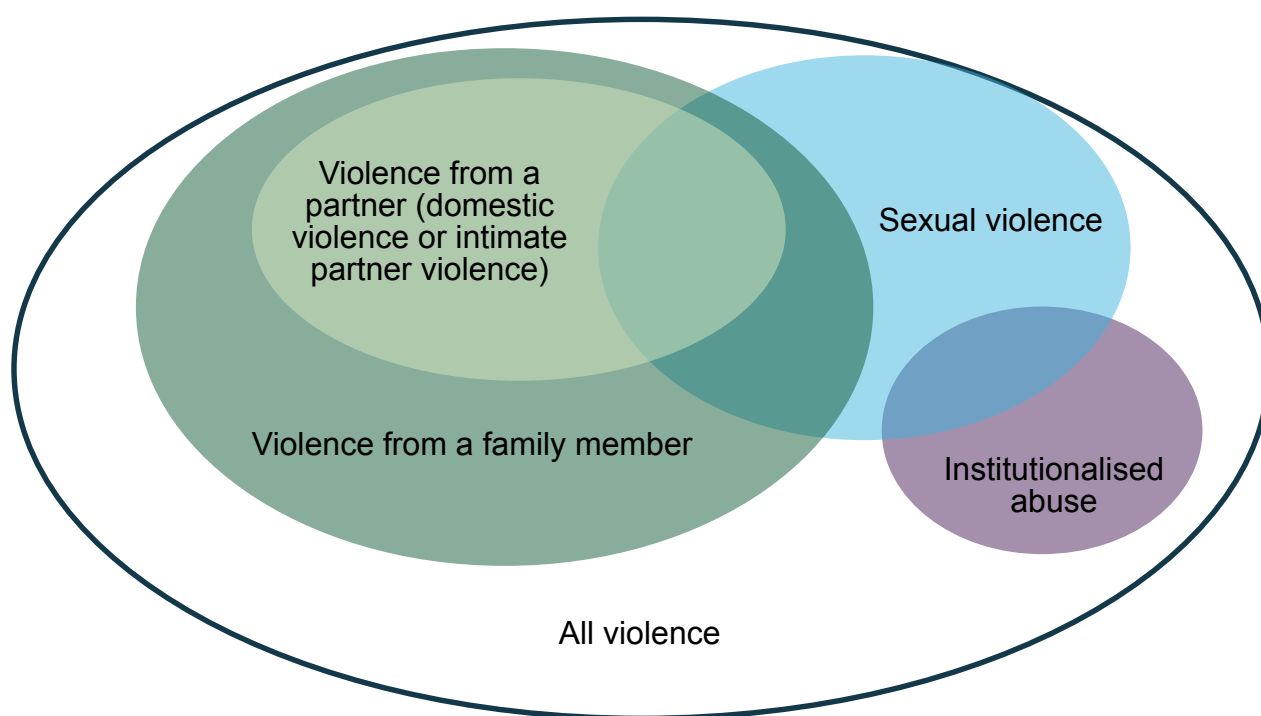 Violence from a
partner (domestic
violence or intimate
partner violence)
Sexual violence
Violence from a family member
Institutionalised
abuse
All violence